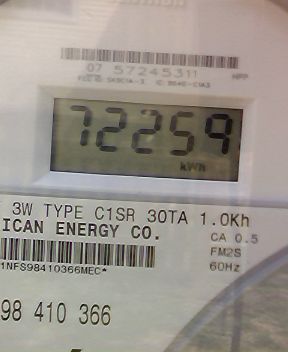 07 57245311
HPP
72259
kWh
3W TYPE C1SR 30TA 1.0Kh
ICAN ENERGY CO.
CA 0.5
FM2S
60Hz
1NFS98410366MEC*
98 410 366